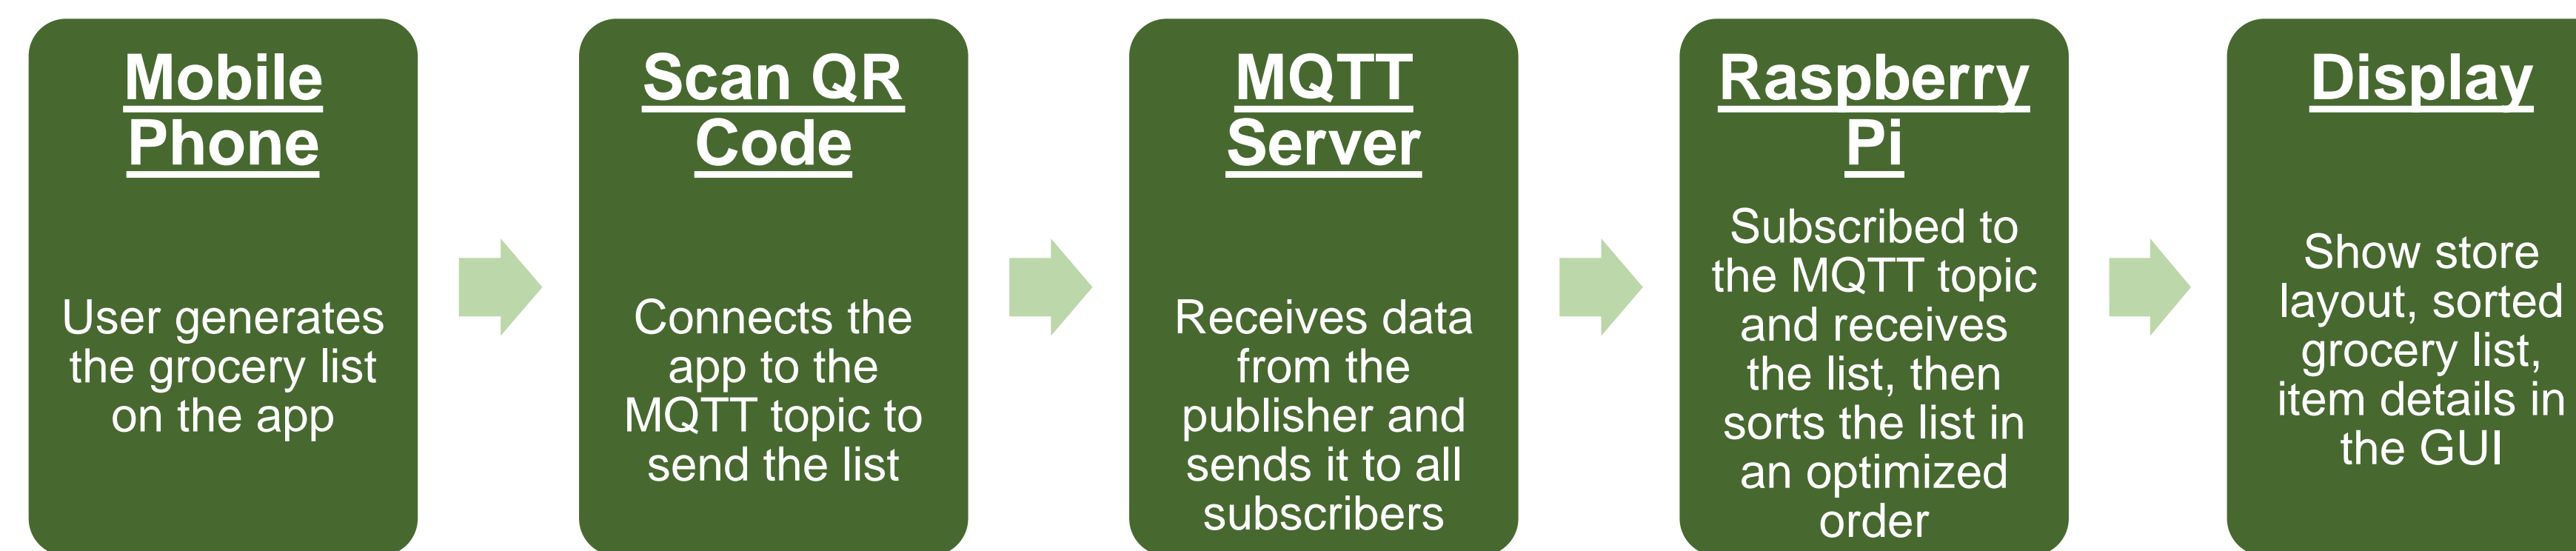 Mobile
Phone
User generates
the grocery list
on the app
Scan QR
Code
Connects the
app to the
MQTT topic to
send the list
MQTT
Server
Receives data
from the
publisher and
sends it to all
subscribers
Raspberry
Pi
Subscribed to
the MQTT topic
and receives
the list, then
sorts the list in
an optimized
order
Display
Show store
layout, sorted
grocery list,
item details in
the GUI